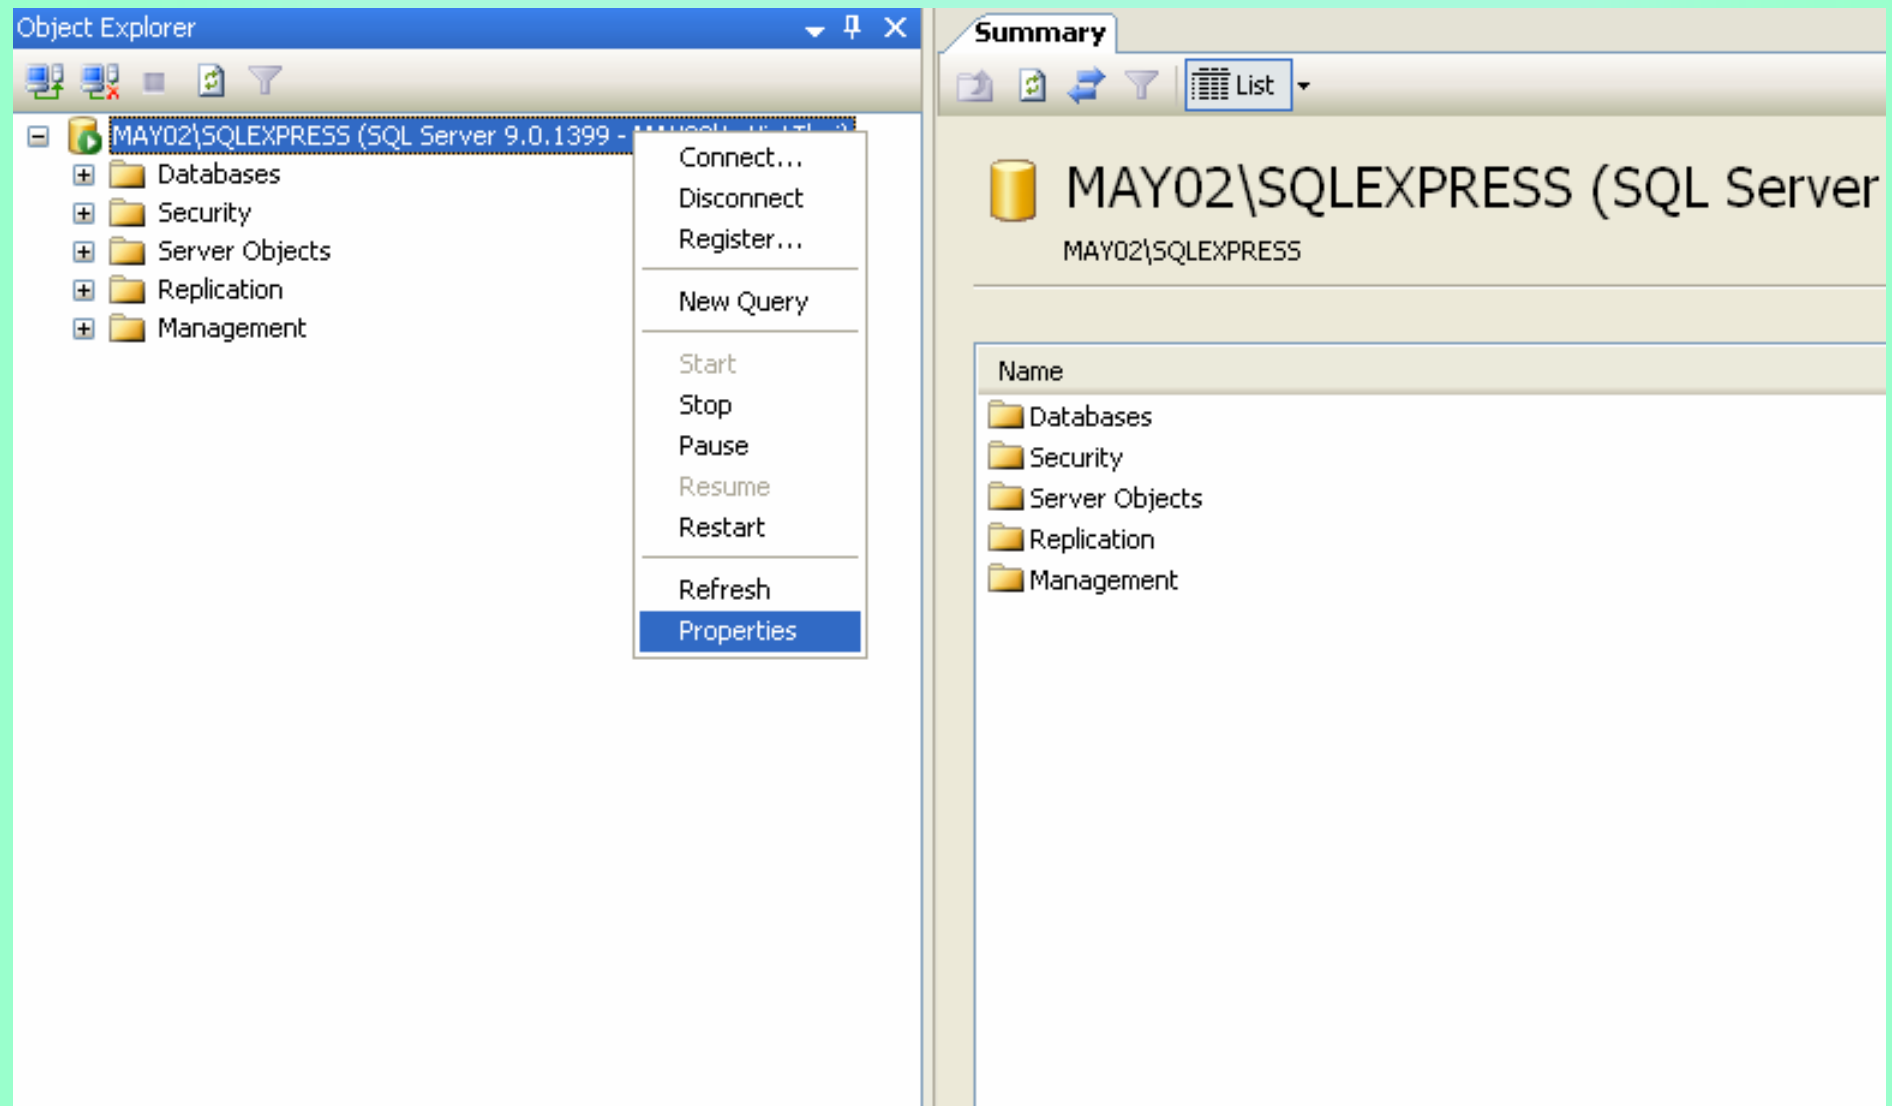 Object Explorer
MAY02\SQLEXPRESS (SQL Server 9.0.1399 -
Databases
Security
Server Objects
Replication
Management
Connect...
Disconnect
Register...
New Query
Start
Stop
Pause
Resume
Restart
Refresh
Properties
Summary
List
MAY02\SQLEXPRESS (SQL Server
MAY02\SQLEXPRESS
Name
Databases
Security
Server Objects
Replication
Management